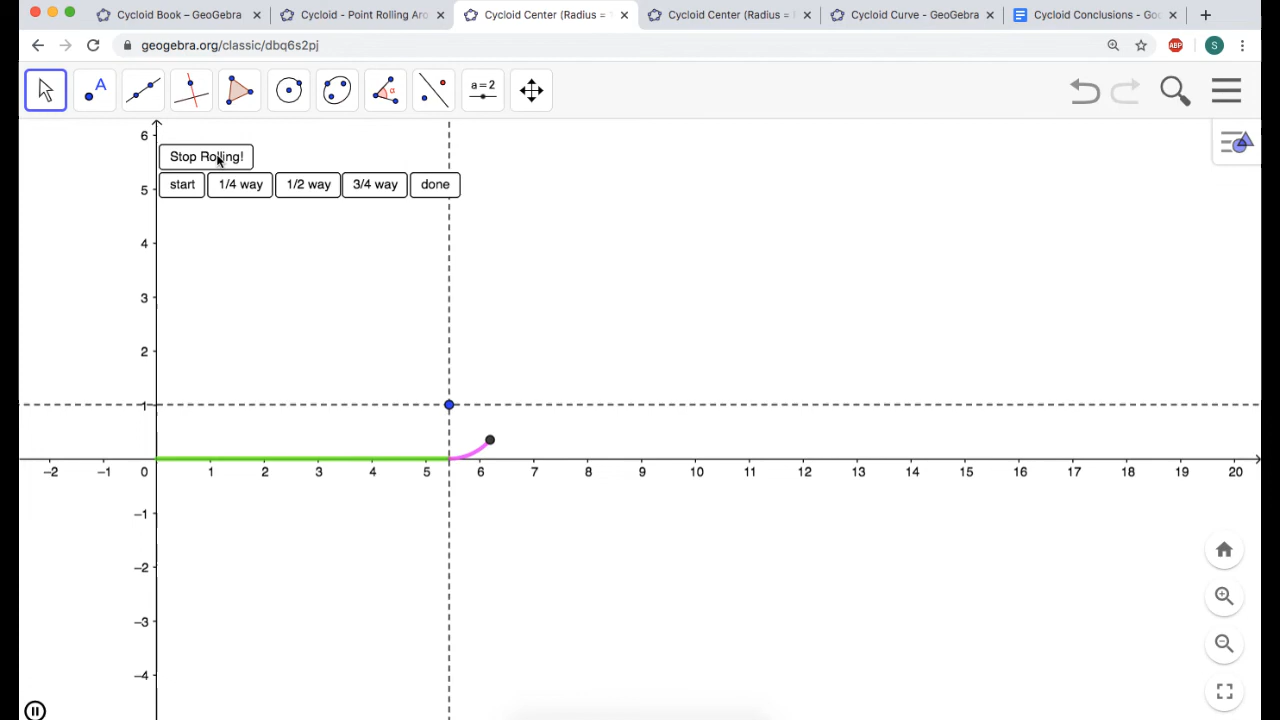 Cycloid Book – GeoGebra
Cycloid - Point Rolling Aro
Cycloid Center (Radius =
Cycloid Center (Radius =
Cycloid Curve - GeoGebra
Cycloid Conclusions - Goo
geogebra.org/classic/dbq6s2pj
ABP
S
A
α
a=2
Stop Rolling!
start
1/4 way
1/2 way
3/4 way
done
6
5
4
3
2
1
−2
−1
0
1
2
3
4
5
6
7
8
9
10
11
12
13
14
15
16
17
18
19
20
−1
−2
−3
−4